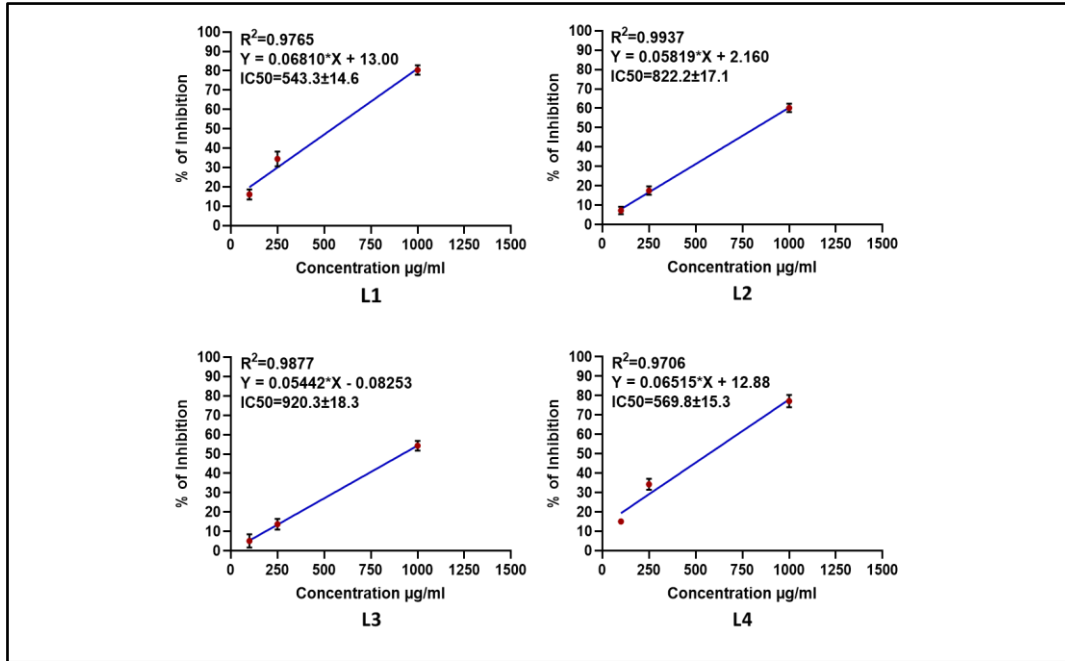 R²=0.9765
Y = 0.06810*X + 13.00
IC50=543.3±14.6
% of Inhibition
100
90
80
70
60
50
40
30
20
10
0
0 250 500 750 1000 1250 1500
Concentration µg/ml
L1
R²=0.9937
Y = 0.05819*X + 2.160
IC50=822.2±17.1
% of Inhibition
100
90
80
70
60
50
40
30
20
10
0
0 250 500 750 1000 1250 1500
Concentration µg/ml
L2
R²=0.9877
Y = 0.05442*X - 0.08253
IC50=920.3±18.3
% of Inhibition
100
90
80
70
60
50
40
30
20
10
0
0 250 500 750 1000 1250 1500
Concentration µg/ml
L3
R²=0.9706
Y = 0.06515*X + 12.88
IC50=569.8±15.3
% of Inhibition
100
90
80
70
60
50
40
30
20
10
0
0 250 500 750 1000 1250 1500
Concentration µg/ml
L4